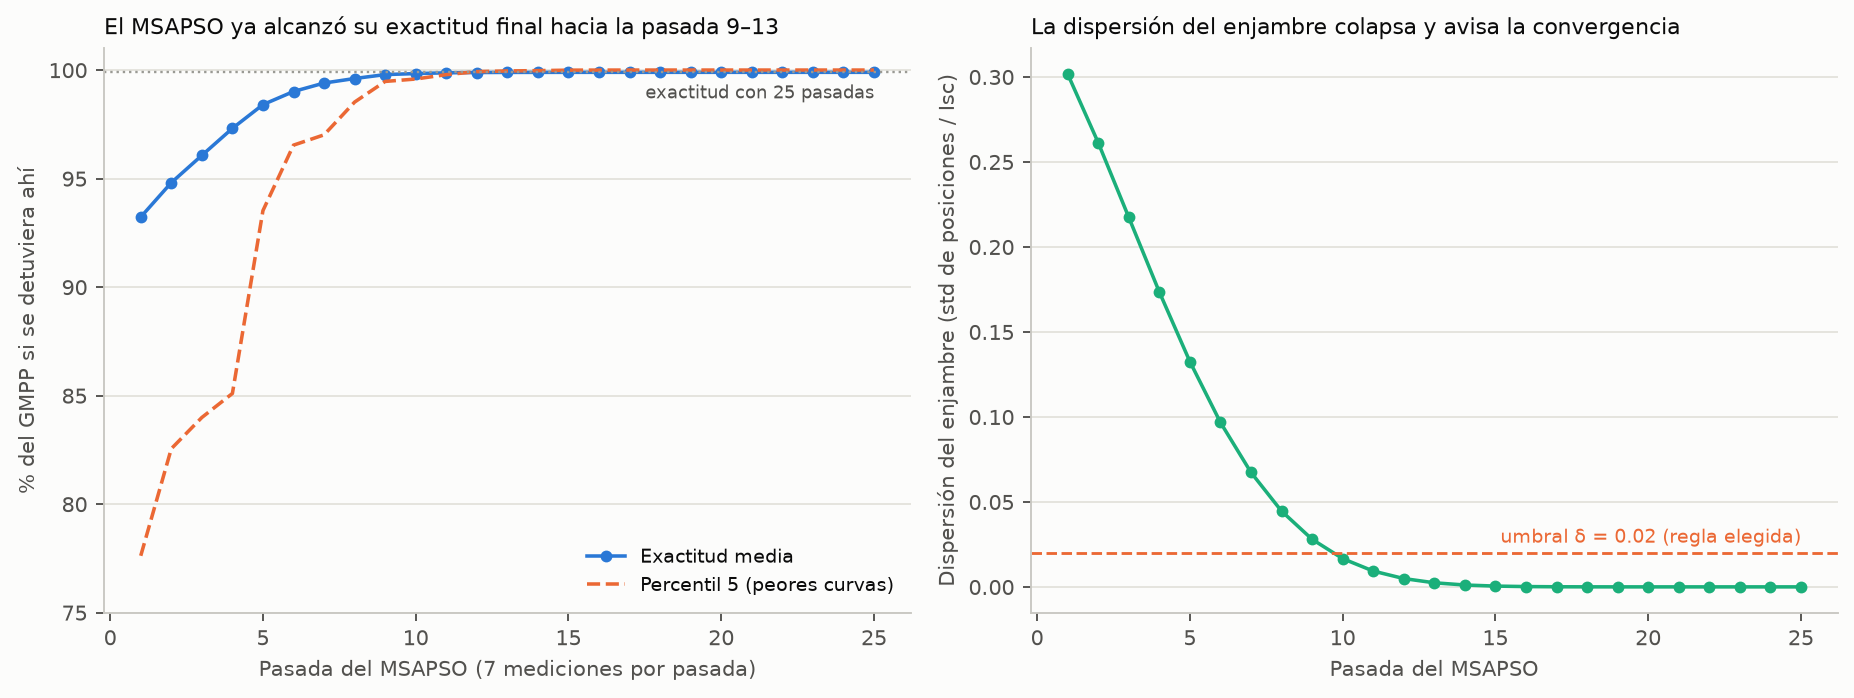 El MSAPSO ya alcanzó su exactitud final hacia la pasada 9–13
% del GMPP si se detuviera ahí
100
95
90
85
80
75
exactitud con 25 pasadas
Exactitud media
Percentil 5 (peores curvas)
0 5 10 15 20 25
Pasada del MSAPSO (7 mediciones por pasada)
La dispersión del enjambre colapsa y avisa la convergencia
Dispersión del enjambre (std de posiciones / Isc)
0.30
0.25
0.20
0.15
0.10
0.05
0.00
umbral δ = 0.02 (regla elegida)
0 5 10 15 20 25
Pasada del MSAPSO